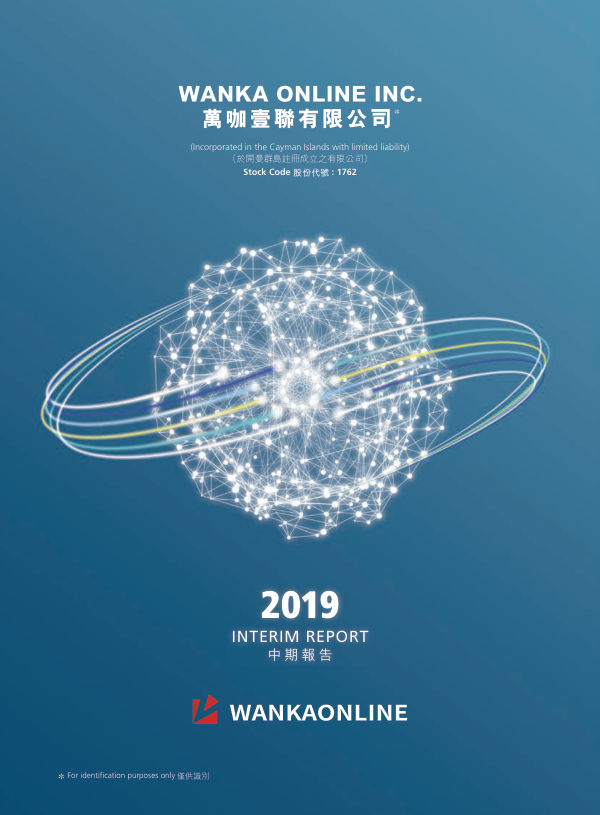 WANKA ONLINE INC.
萬咖壹聯有限公司*
(Incorporated in the Cayman Islands with limited liability)
（於開曼群島註冊成立之有限公司）
Stock Code 股份代號：1762
2019
INTERIM REPORT
中期報告
WANKAONLINE
* For identification purposes only 僅供識別